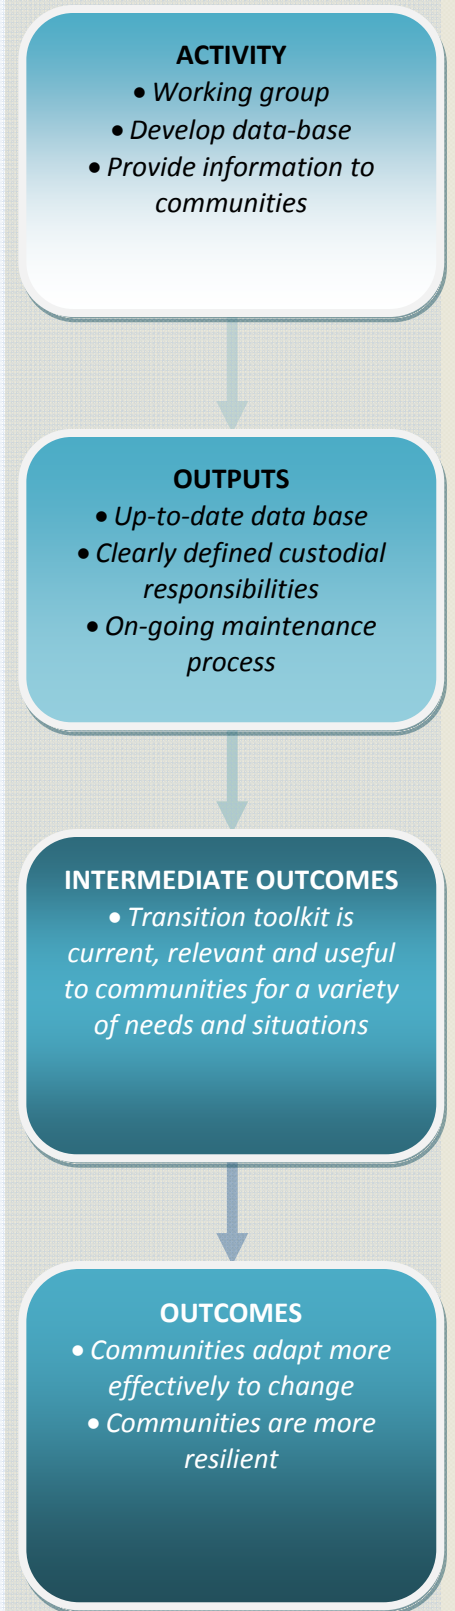 ACTIVITY
• Working group
• Develop data-base
• Provide information to
communities
OUTPUTS
• Up-to-date data base
• Clearly defined custodial
responsibilities
• On-going maintenance
process
INTERMEDIATE OUTCOMES
• Transition toolkit is
current, relevant and useful
to communities for a variety
of needs and situations
OUTCOMES
• Communities adapt more
effectively to change
• Communities are more
resilient